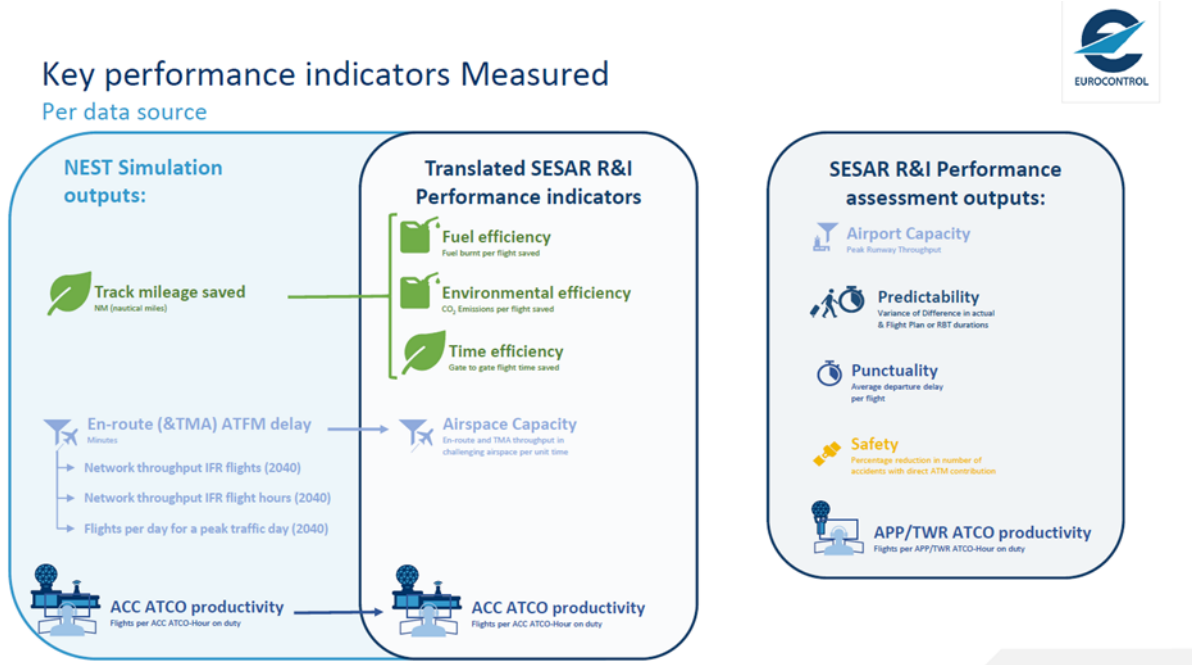 EUROCONTROL
Key performance indicators Measured
Per data source
NEST Simulation
outputs:
Track mileage saved
NM (nautical miles)
En-route (&TMA) ATFM delay
Minutes
Network throughput IFR flights (2040)
Network throughput IFR flight hours (2040)
Flights per day for a peak traffic day (2040)
ACC ATCO productivity
Flights per ACC ATCO-Hour on duty
Translated SESAR R&I
Performance indicators
Fuel efficiency
Fuel burnt per flight saved
Environmental efficiency
CO₂ Emissions per flight saved
Time efficiency
Gate to gate flight time saved
Airspace Capacity
En-route and TMA throughput in
challenging airspace per unit time
ACC ATCO productivity
Flights per ACC ATCO-Hour on duty
SESAR R&I Performance
assessment outputs:
Airport Capacity
Peak Runway Throughput
Predictability
Variance of Difference in actual
& Flight Plan or RBT durations
Punctuality
Average departure delay
per flight
Safety
Percentage reduction in number of
accidents with direct ATM contribution
APP/TWR ATCO productivity
Flights per APP/TWR ATCO-Hour on duty